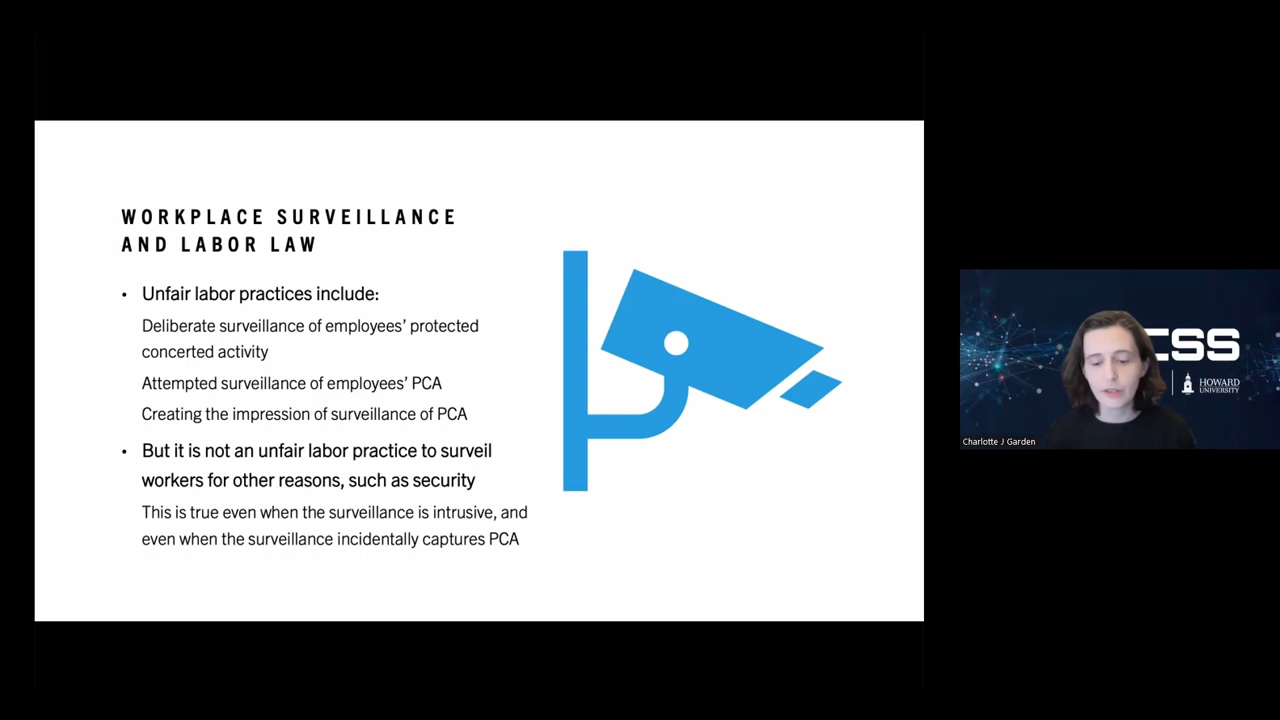 WORKPLACE SURVEILLANCE
AND LABOR LAW
• Unfair labor practices include:
Deliberate surveillance of employees’ protected
concerted activity
Attempted surveillance of employees’ PCA
Creating the impression of surveillance of PCA
• But it is not an unfair labor practice to surveil
workers for other reasons, such as security
This is true even when the surveillance is intrusive, and
even when the surveillance incidentally captures PCA
CSS
HOWARD
UNIVERSITY
Charlotte J Garden